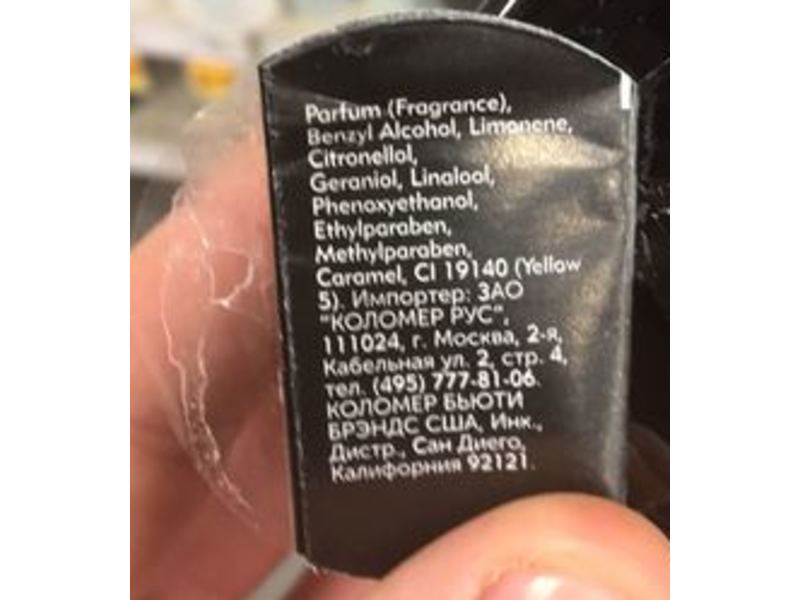 Parfum (Fragrance),
Benzyl Alcohol, Limonene,
Citronellol,
Geraniol, Linalool,
Phenoxyethanol,
Ethylparaben,
Methylparaben,
Caramel, CI 19140 (Yellow
5). Импортер: ЗАО
"КОЛОМЕР РУС",
111024, г. Москва, 2-я,
Кабельная ул. 2, стр. 4,
тел. (495) 777-81-06.
КОЛОМЕР БЬЮТИ
БРЭНДС США, Инк.,
Дистр., Сан Диего,
Калифорния 92121.